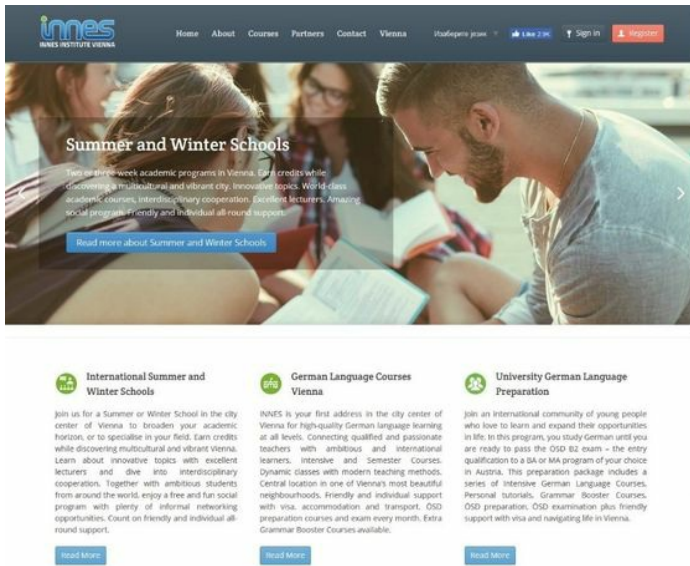 innes
INNES INSTITUTE VIENNA
Home About Courses Partners Contact Vienna Изаберите језик Like 2.9K Sign in Register
Summer and Winter Schools
Two or three-week academic programs in Vienna. Earn credits while
discovering a multicultural and vibrant city. Innovative topics. World-class
academic courses, interdisciplinary cooperation. Excellent lecturers. Amazing
social program. Friendly and individual all-round support.
Read more about Summer and Winter Schools
International Summer and
Winter Schools
Join us for a Summer or Winter School in the city
center of Vienna to broaden your academic
horizon, or to specialise in your field. Earn credits
while discovering multicultural and vibrant Vienna.
Learn about innovative topics with excellent
lecturers and dive into interdisciplinary
cooperation. Together with ambitious students
from around the world, enjoy a free and fun social
program with plenty of informal networking
opportunities. Count on friendly and individual all-
round support.
Read More
German Language Courses
Vienna
INNES is your first address in the city center of
Vienna for high-quality German language learning
at all levels. Connecting qualified and passionate
teachers with ambitious and international
learners. Intensive and Semester Courses.
Dynamic classes with modern teaching methods.
Central location in one of Vienna's most beautiful
neighbourhoods. Friendly and individual support
with visa, accommodation and transport. ÖSD
preparation courses and exam every month. Extra
Grammar Booster Courses available.
Read More
University German Language
Preparation
Join an international community of young people
who love to learn and expand their opportunities
in life. In this program, you study German until you
are ready to pass the ÖSD B2 exam – the entry
qualification to a BA or MA program of your choice
in Austria. This preparation package includes a
series of Intensive German Language Courses,
Personal tutorials, Grammar Booster Courses,
ÖSD preparation, ÖSD examination plus friendly
support with visa and navigating life in Vienna.
Read More